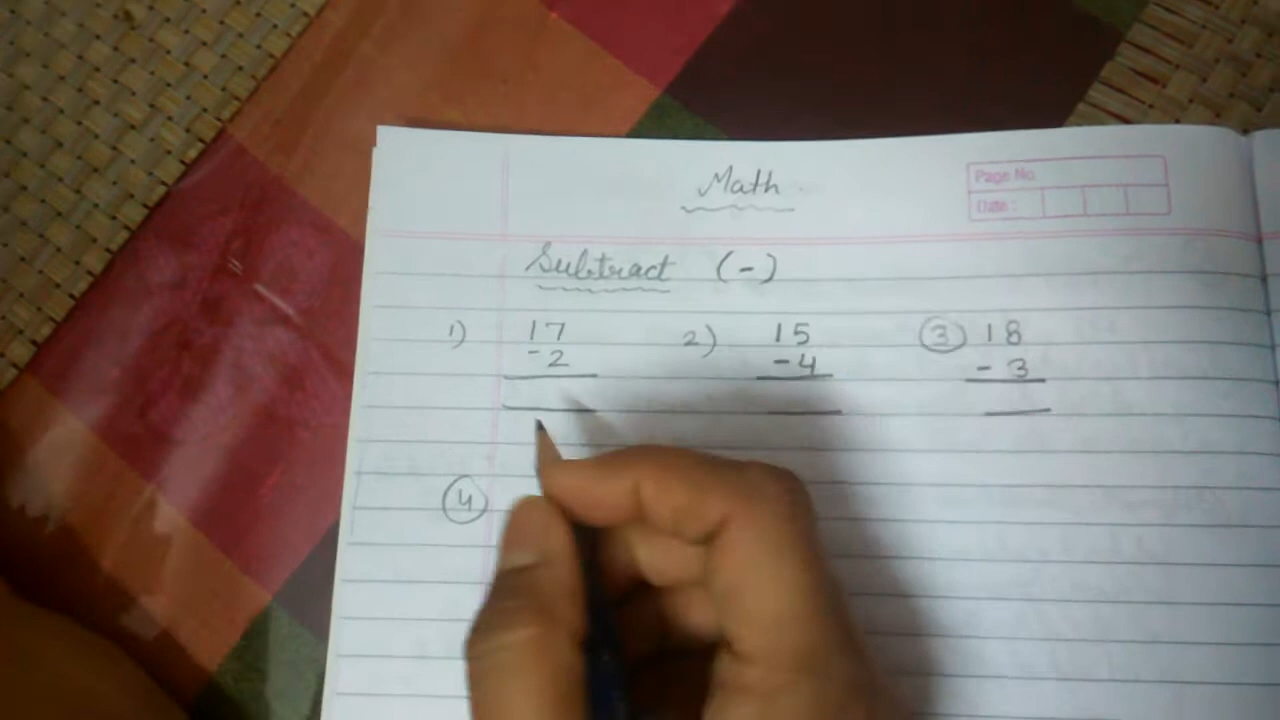 Math
Page No.
Date :
Subtract (-)
1) 17 2) 15 ③ 18
-2 -4 -3
④